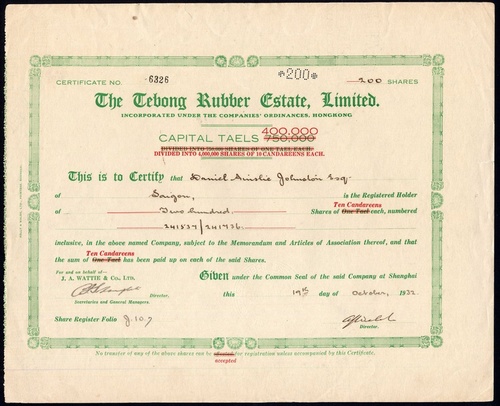 CERTIFICATE NO. 6326 *200* 200 SHARES
The Tebong Rubber Estate, Limited.
INCORPORATED UNDER THE COMPANIES' ORDINANCES, HONGKONG
400,000
CAPITAL TAELS 750,000
DIVIDED INTO 750,000 SHARES OF ONE TAEL EACH.
DIVIDED INTO 4,000,000 SHARES OF 10 CANDAREENS EACH.
This is to Certify that Daniel Ainslie Johnston Esq
of Saigon, is the Registered Holder
Ten Candareens
of Two hundred. Shares of One Tael each, numbered
241537/241736.
inclusive, in the above named Company, subject to the Memorandum and Articles of Association thereof, and that
Ten Candareens
the sum of One Tael has been paid up on each of the said Shares.
For and on behalf of
J. A. WATTIE & Co., LTD.
Given under the Common Seal of the said Company at Shanghai
Director,
Secretaries and General Managers.
this 19th day of October, 1932.
Share Register Folio J. 107
Director.
No transfer of any of the above shares can be effected for registration unless accompanied by this Certificate.
accepted